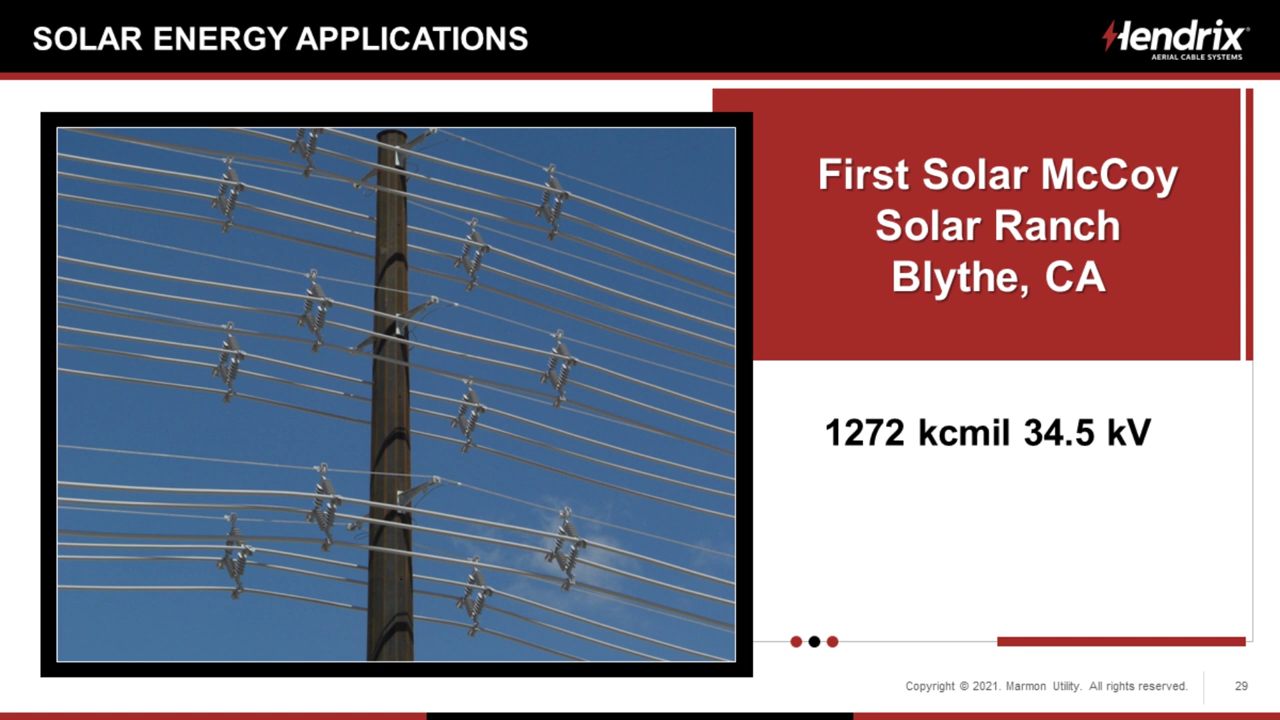 SOLAR ENERGY APPLICATIONS
Hendrix®
AERIAL CABLE SYSTEMS
First Solar McCoy
Solar Ranch
Blythe, CA
1272 kcmil 34.5 kV
Copyright © 2021. Marmon Utility. All rights reserved.
29